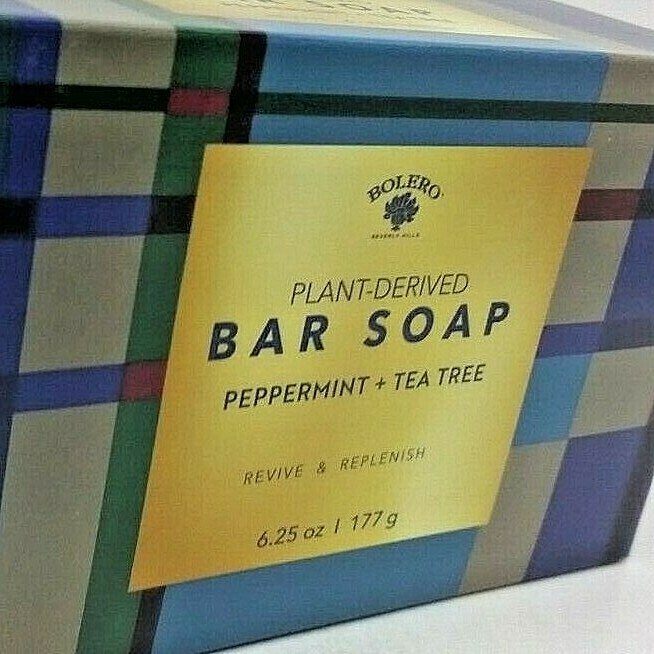 BOLERO
BEVERLY HILLS
PLANT-DERIVED
BAR SOAP
PEPPERMINT + TEA TREE
REVIVE & REPLENISH
6.25 oz | 177 g